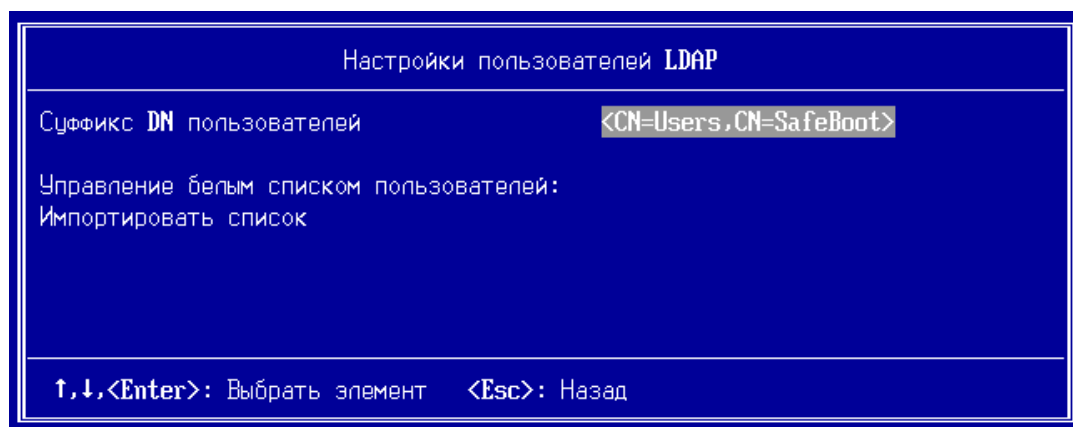 Настройки пользователей LDAP
Суффикс DN пользователей <CN=Users,CN=SafeBoot>
Управление белым списком пользователей:
Импортировать список
↑,↓,<Enter>: Выбрать элемент <Esc>: Назад